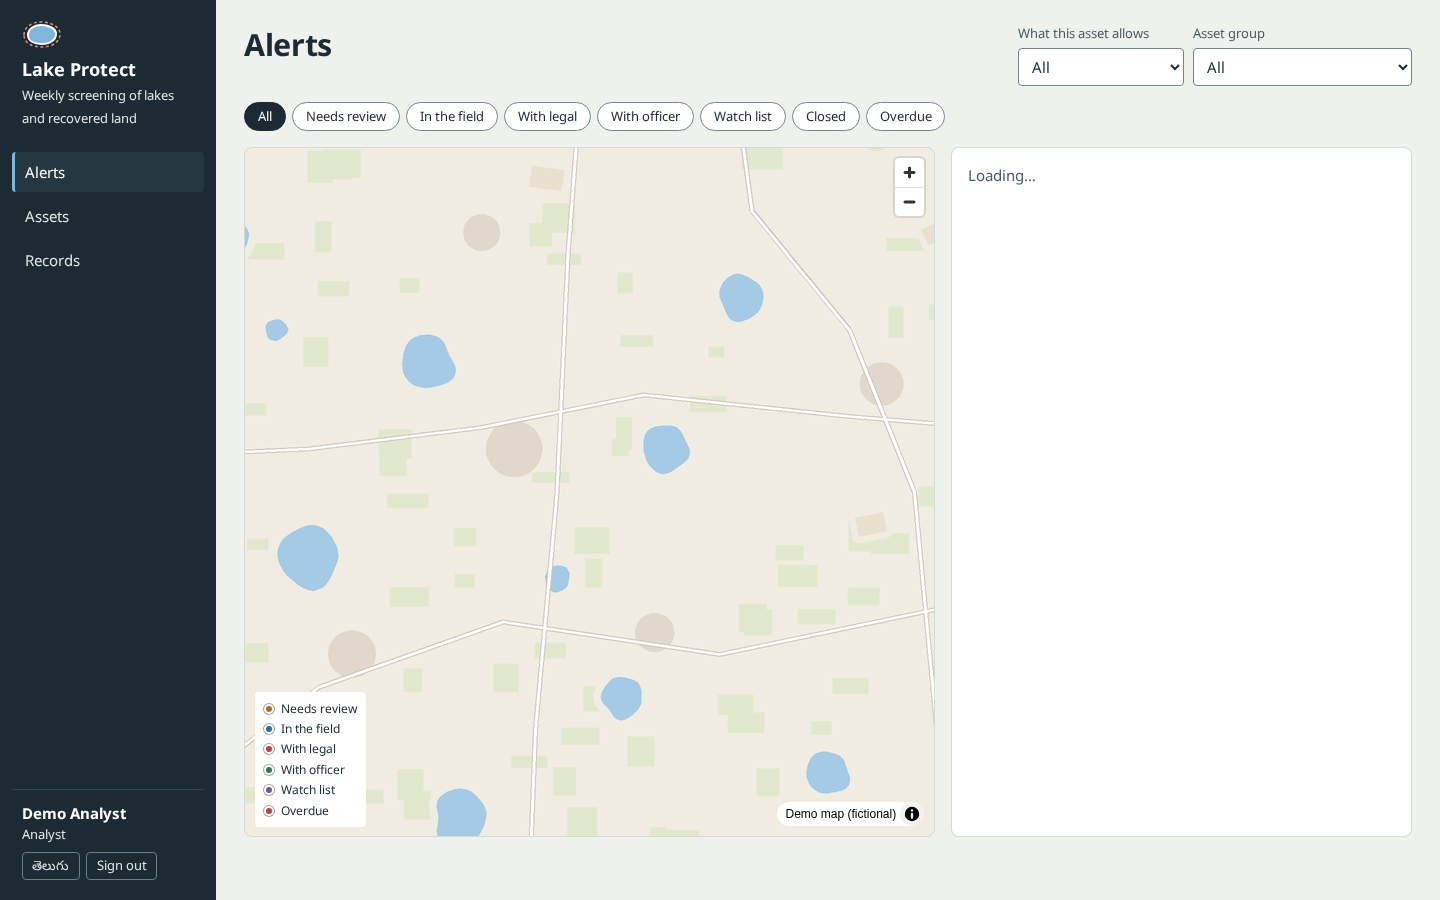 Lake Protect
Weekly screening of lakes
and recovered land
Alerts
Assets
Records
Demo Analyst
Analyst
తెలుగు
Sign out
Alerts
What this asset allows
All
Asset group
All
All
Needs review
In the field
With legal
With officer
Watch list
Closed
Overdue
Needs review
In the field
With legal
With officer
Watch list
Overdue
Demo map (fictional)
Loading...